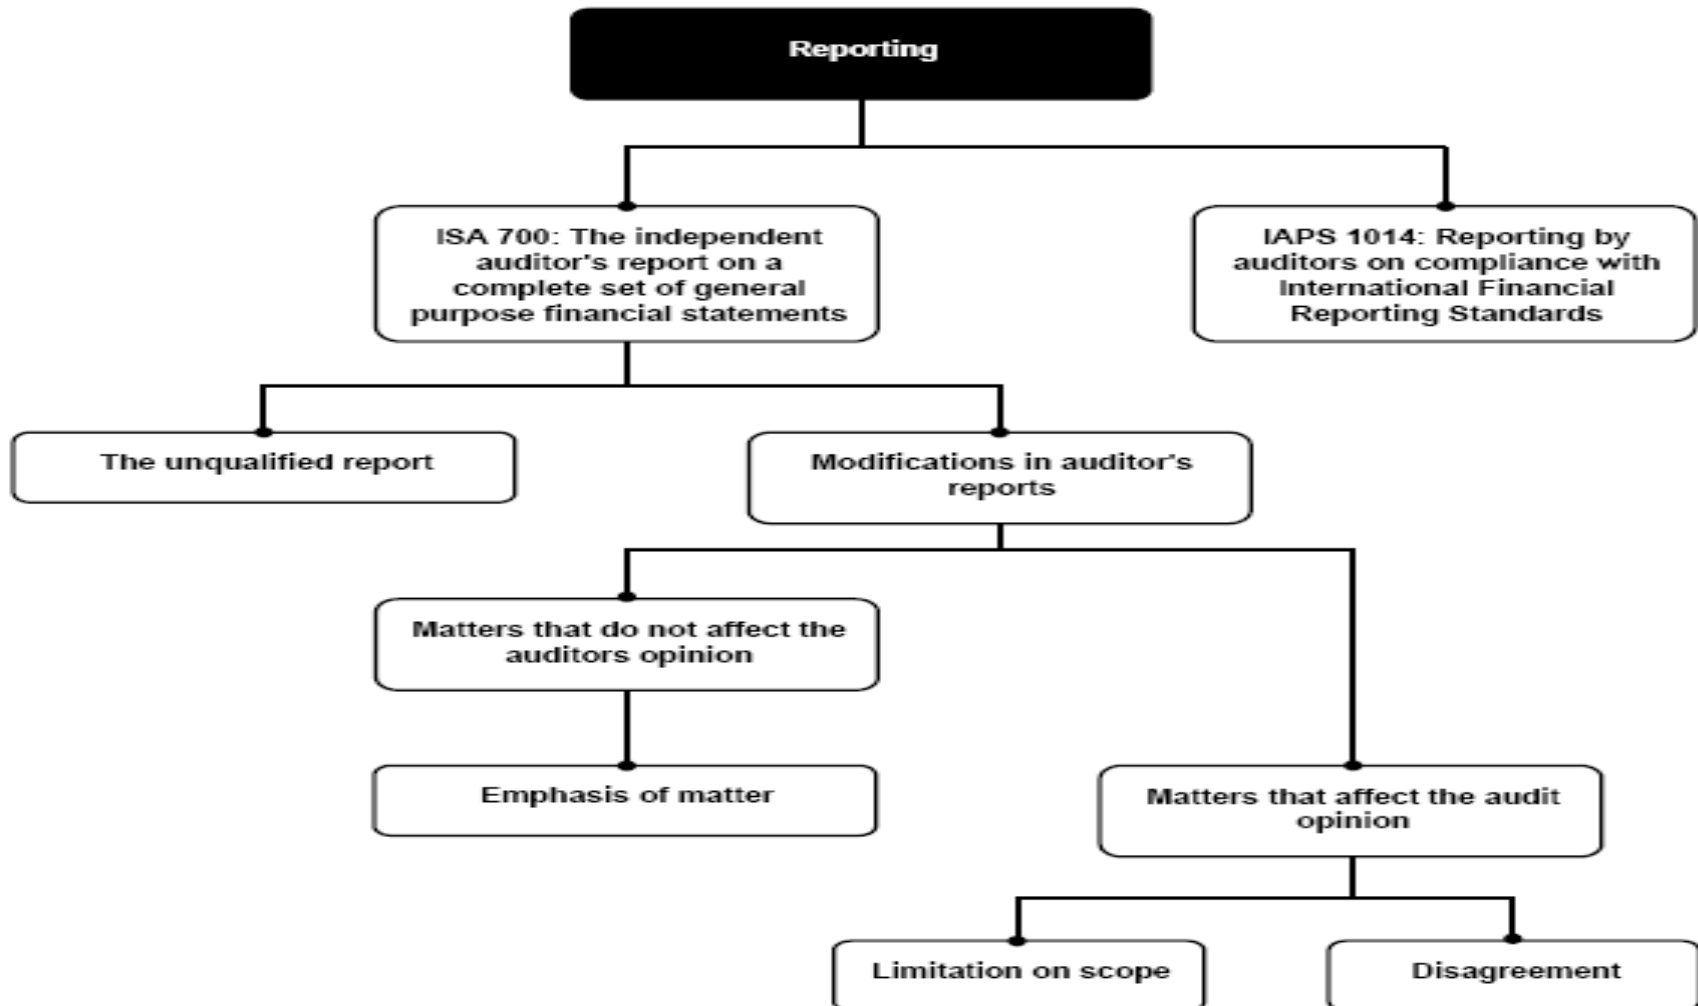 Reporting
ISA 700: The independent
auditor's report on a
complete set of general
purpose financial statements
IAPS 1014: Reporting by
auditors on compliance with
International Financial
Reporting Standards
The unqualified report
Modifications in auditor's
reports
Matters that do not affect the
auditors opinion
Emphasis of matter
Matters that affect the audit
opinion
Limitation on scope
Disagreement